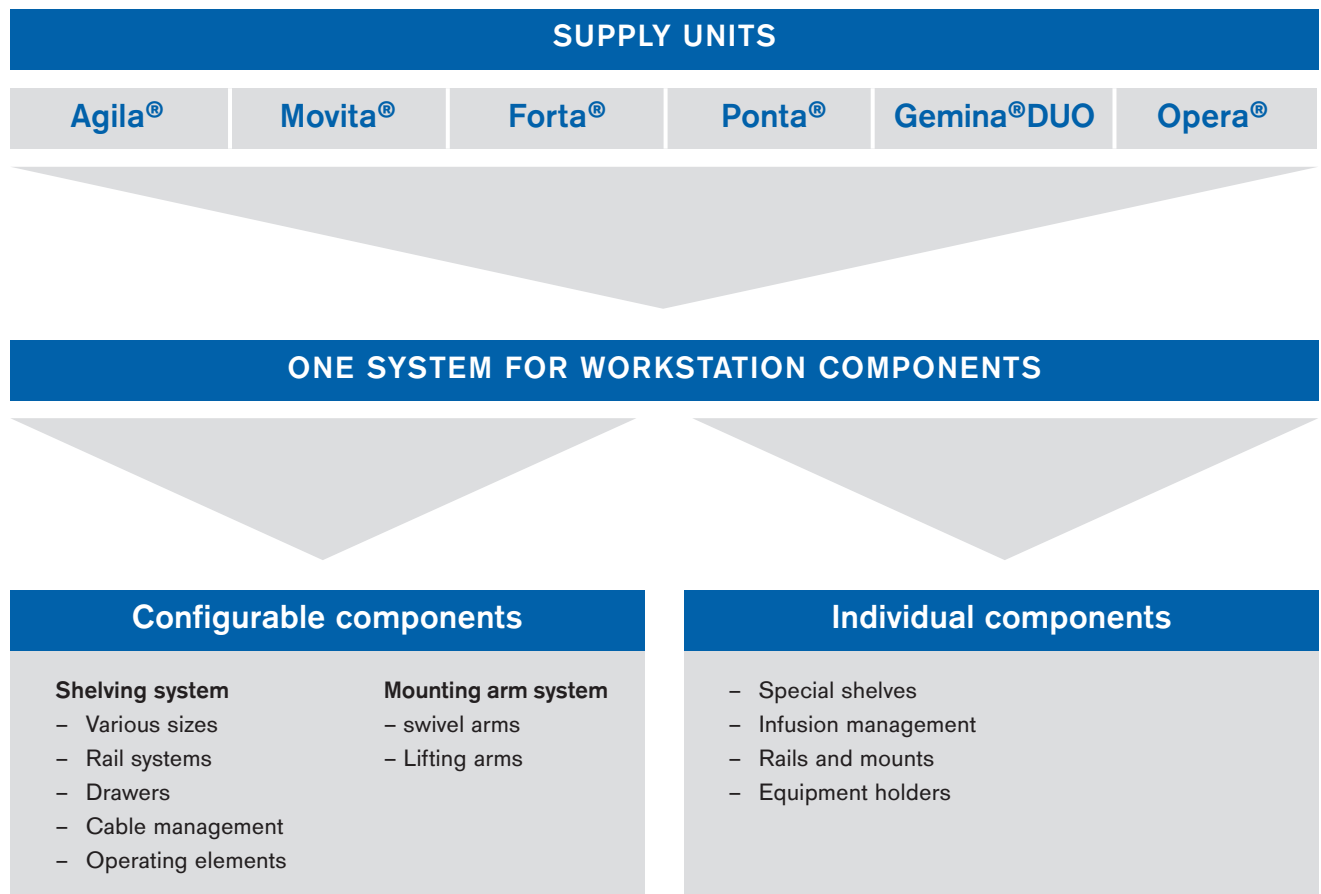 SUPPLY UNITS
Agila® Movita® Forta® Ponta® Gemina®DUO Opera®
ONE SYSTEM FOR WORKSTATION COMPONENTS
Configurable components
Shelving system
– Various sizes
– Rail systems
– Drawers
– Cable management
– Operating elements
Mounting arm system
– swivel arms
– Lifting arms
Individual components
– Special shelves
– Infusion management
– Rails and mounts
– Equipment holders